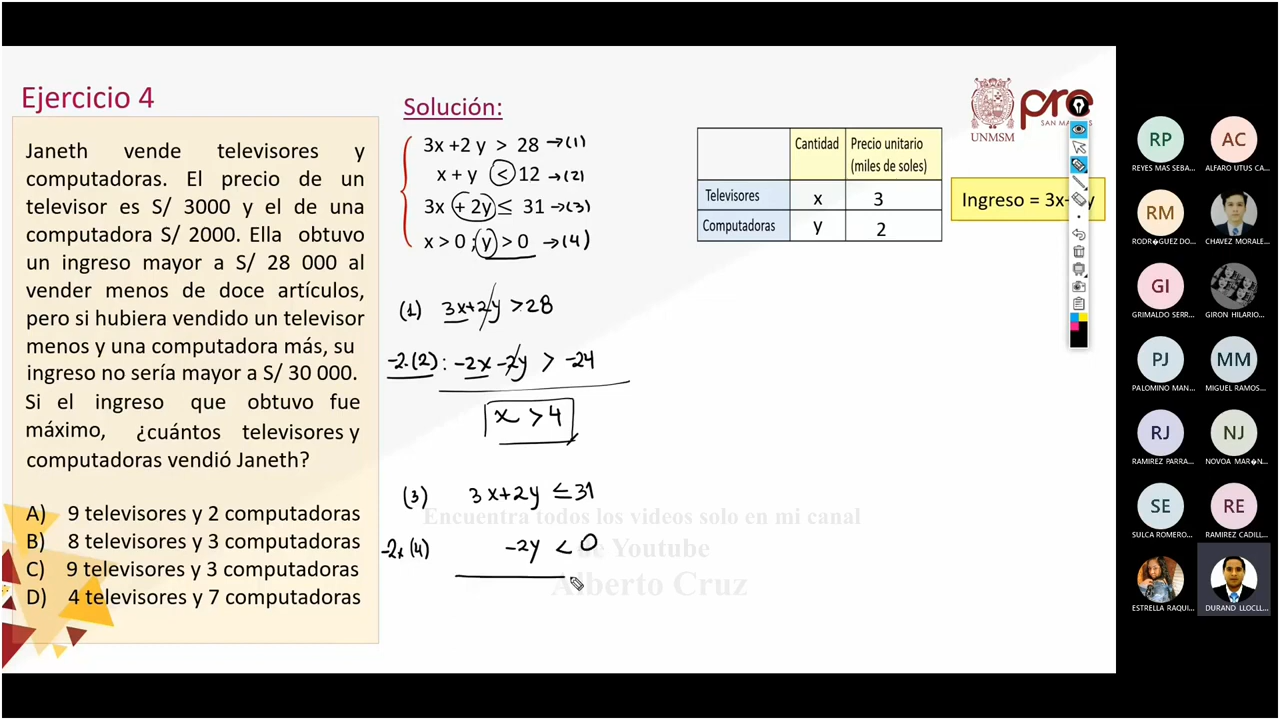 Ejercicio 4
Janeth vende televisores y
computadoras. El precio de un
televisor es S/ 3000 y el de una
computadora S/ 2000. Ella obtuvo
un ingreso mayor a S/ 28 000 al
vender menos de doce artículos,
pero si hubiera vendido un televisor
menos y una computadora más, su
ingreso no sería mayor a S/ 30 000.
Si el ingreso que obtuvo fue
máximo, ¿cuántos televisores y
computadoras vendió Janeth?
A) 9 televisores y 2 computadoras
B) 8 televisores y 3 computadoras
C) 9 televisores y 3 computadoras
D) 4 televisores y 7 computadoras
Solución:
3x +2 y > 28 →(1)
x + y < 12 →(2)
3x + 2y ≤ 31 →(3)
x > 0 ; y > 0 →(4)
(1) 3x+2y >28
-2·(2): -2x -2y > -24
x > 4
(3) 3x+2y ≤31
-2x(4) -2y < 0
Encuentra todos los videos solo en mi canal
de Youtube
Alberto Cruz
Cantidad Precio unitario
(miles de soles)
Televisores x 3
Computadoras y 2
UNMSM
pre
SAN MA
Ingreso = 3x+ y
RP
REYES MAS SEBA...
AC
ALFARO UTUS CA...
RM
RODR�GUEZ DO...
CHAVEZ MORALE...
GI
GRIMALDO SERR...
GIRON HILARIO...
PJ
PALOMINO MAN...
MM
MIGUEL RAMOS...
RJ
RAMIREZ PARRA...
NJ
NOVOA MAR�N...
SE
SULCA ROMERO...
RE
RAMIREZ CADILL...
ESTRELLA RAQUI...
DURAND LLOCLL...